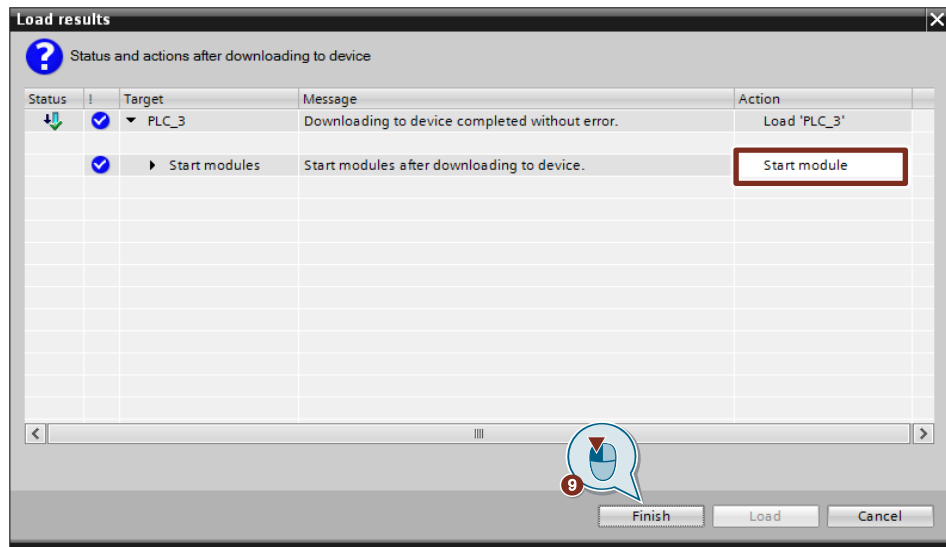 Load results
Status and actions after downloading to device
Status ! Target Message Action
PLC_3 Downloading to device completed without error. Load 'PLC_3'
Start modules Start modules after downloading to device. Start module
9
Finish Load Cancel